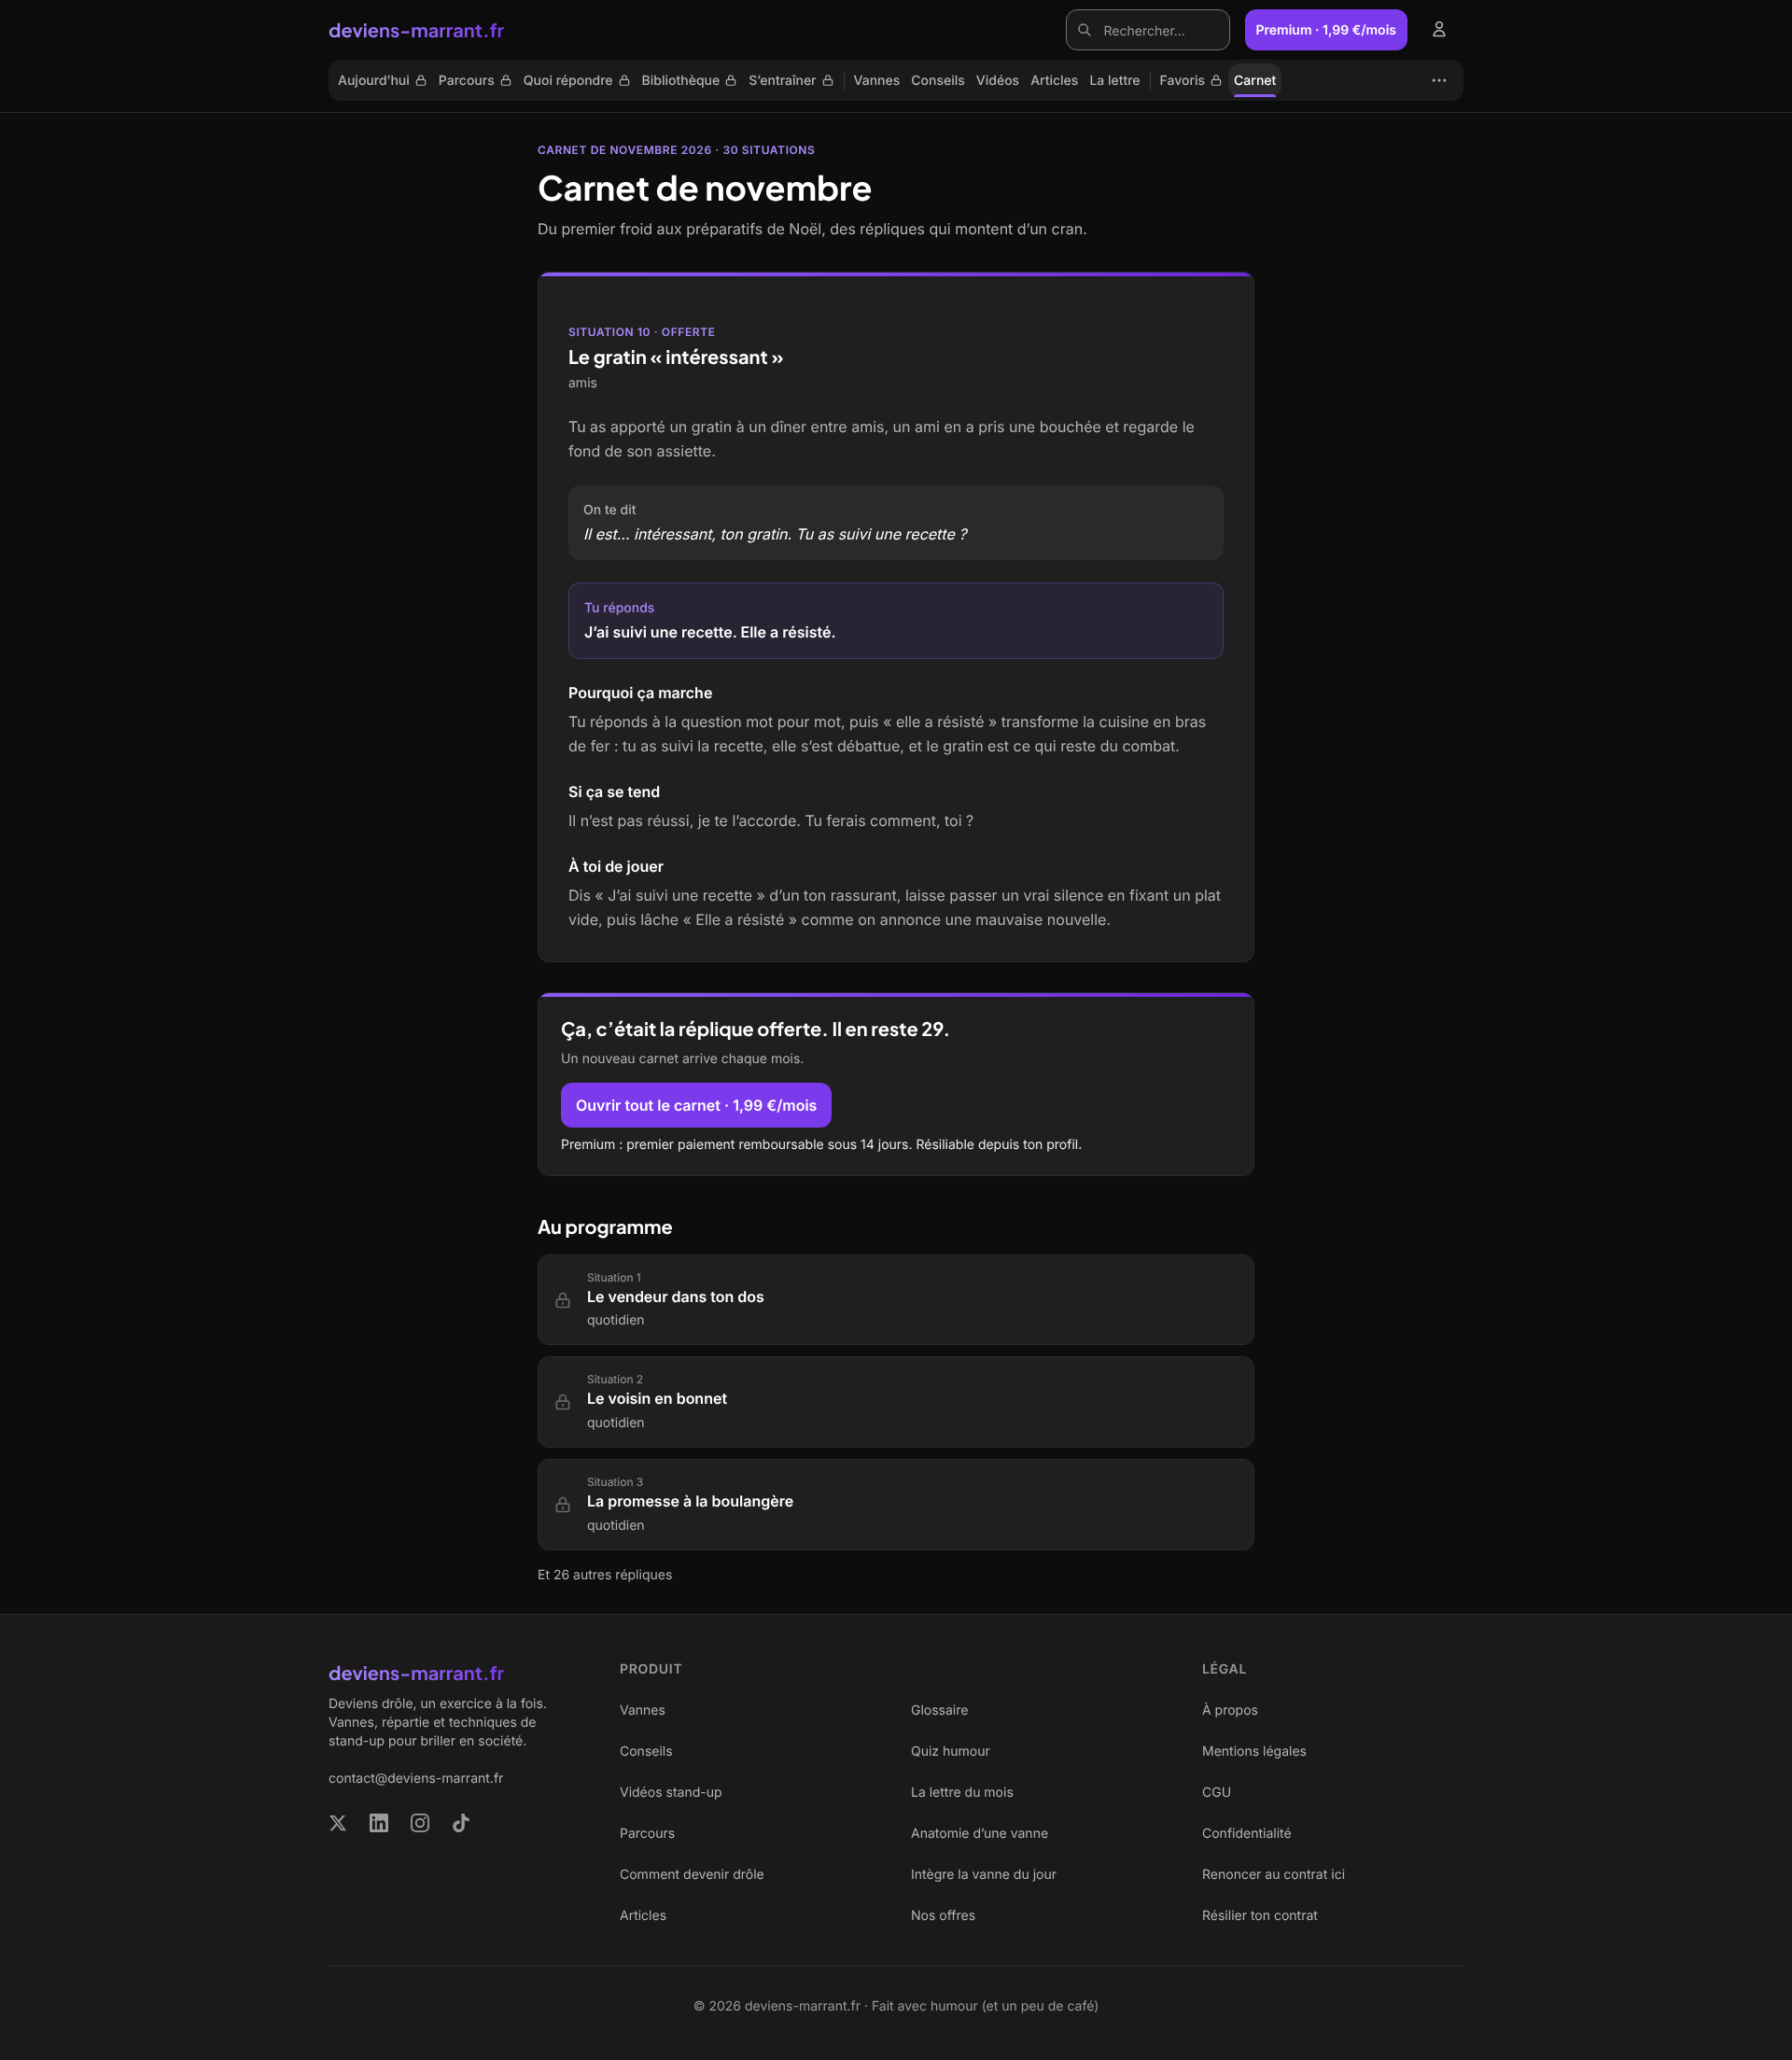 deviens-marrant.fr
Rechercher...
Premium · 1,99 €/mois
Aujourd’hui
Parcours
Quoi répondre
Bibliothèque
S’entraîner
Vannes
Conseils
Vidéos
Articles
La lettre
Favoris
Carnet
CARNET DE NOVEMBRE 2026 · 30 SITUATIONS
Carnet de novembre
Du premier froid aux préparatifs de Noël, des répliques qui montent d’un cran.
SITUATION 10 · OFFERTE
Le gratin « intéressant »
amis
Tu as apporté un gratin à un dîner entre amis, un ami en a pris une bouchée et regarde le
fond de son assiette.
On te dit
Il est… intéressant, ton gratin. Tu as suivi une recette ?
Tu réponds
J’ai suivi une recette. Elle a résisté.
Pourquoi ça marche
Tu réponds à la question mot pour mot, puis « elle a résisté » transforme la cuisine en bras
de fer : tu as suivi la recette, elle s’est débattue, et le gratin est ce qui reste du combat.
Si ça se tend
Il n’est pas réussi, je te l’accorde. Tu ferais comment, toi ?
À toi de jouer
Dis « J’ai suivi une recette » d’un ton rassurant, laisse passer un vrai silence en fixant un plat
vide, puis lâche « Elle a résisté » comme on annonce une mauvaise nouvelle.
Ça, c’était la réplique offerte. Il en reste 29.
Un nouveau carnet arrive chaque mois.
Ouvrir tout le carnet · 1,99 €/mois
Premium : premier paiement remboursable sous 14 jours. Résiliable depuis ton profil.
Au programme
Situation 1
Le vendeur dans ton dos
quotidien
Situation 2
Le voisin en bonnet
quotidien
Situation 3
La promesse à la boulangère
quotidien
Et 26 autres répliques
deviens-marrant.fr
Deviens drôle, un exercice à la fois.
Vannes, répartie et techniques de
stand-up pour briller en société.
contact@deviens-marrant.fr
PRODUIT
Vannes
Conseils
Vidéos stand-up
Parcours
Comment devenir drôle
Articles
Glossaire
Quiz humour
La lettre du mois
Anatomie d’une vanne
Intègre la vanne du jour
Nos offres
LÉGAL
À propos
Mentions légales
CGU
Confidentialité
Renoncer au contrat ici
Résilier ton contrat
© 2026 deviens-marrant.fr · Fait avec humour (et un peu de café)